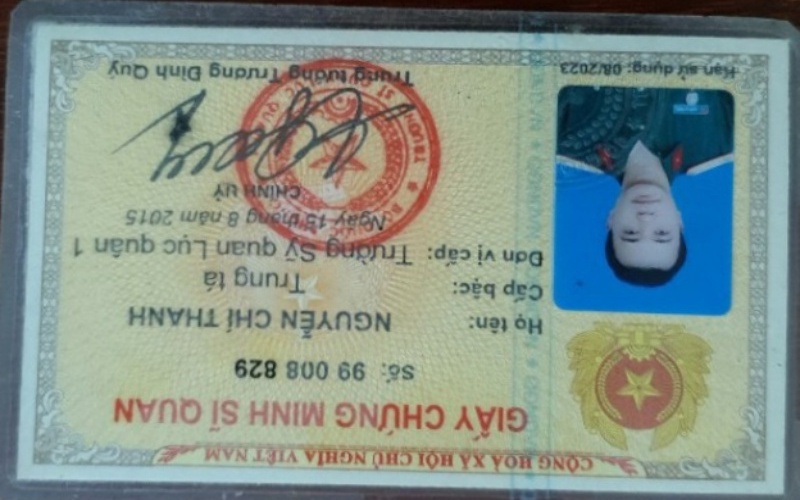 CỘNG HOÀ XÃ HỘI CHỦ NGHĨA VIỆT NAM
GIẤY CHỨNG MINH SĨ QUAN
Số: 99 008 829
Họ tên: NGUYỄN CHÍ THANH
Cấp bậc: Trung tá
Đơn vị cấp: Trường Sỹ quan Lục quân 1
Ngày 15 tháng 8 năm 2015
CHÍNH UỶ
Hạn sử dụng: 08/2023
Trung tướng Trương Đình Quý